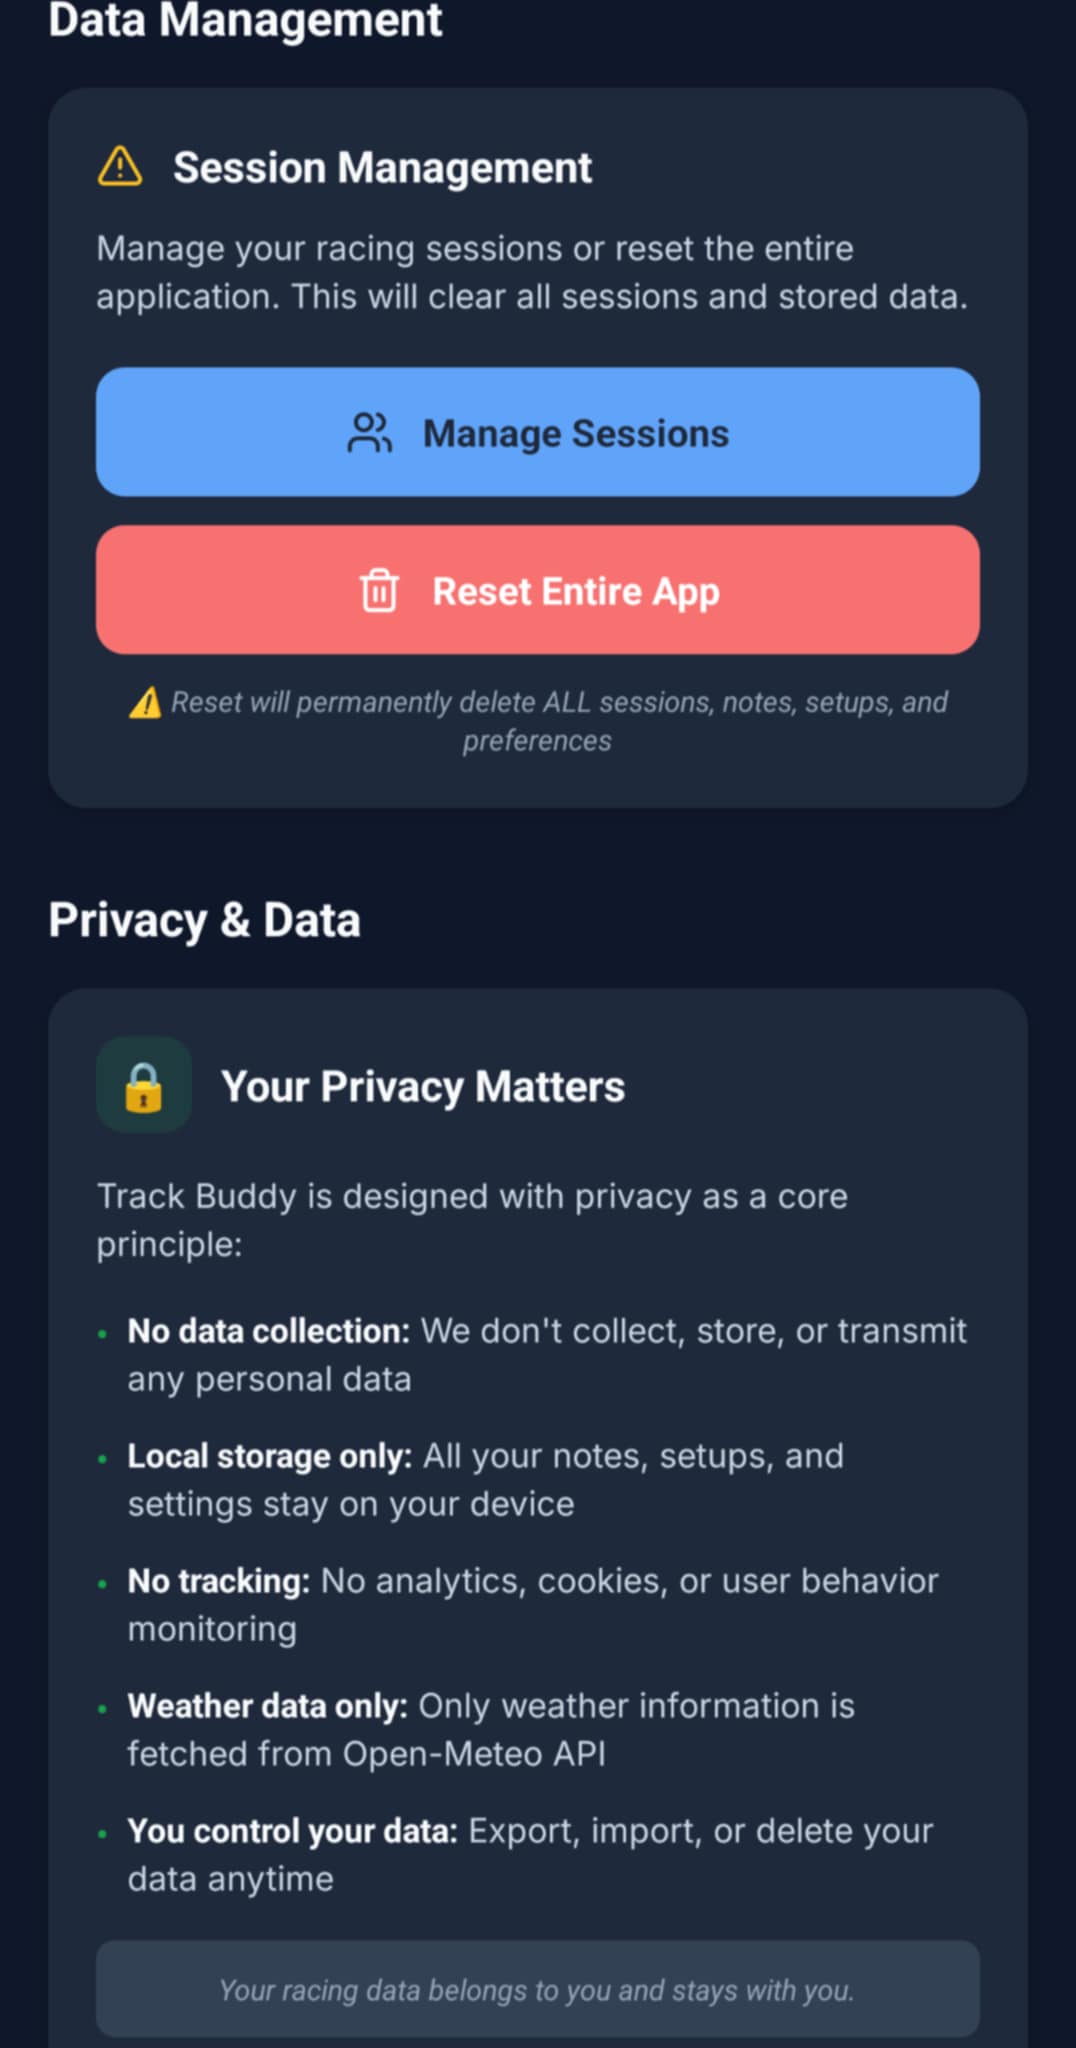 Data Management
Session Management
Manage your racing sessions or reset the entire
application. This will clear all sessions and stored data.
Manage Sessions
Reset Entire App
⚠️ Reset will permanently delete ALL sessions, notes, setups, and
preferences
Privacy & Data
Your Privacy Matters
Track Buddy is designed with privacy as a core
principle:
• No data collection: We don't collect, store, or transmit
any personal data
• Local storage only: All your notes, setups, and
settings stay on your device
• No tracking: No analytics, cookies, or user behavior
monitoring
• Weather data only: Only weather information is
fetched from Open-Meteo API
• You control your data: Export, import, or delete your
data anytime
Your racing data belongs to you and stays with you.